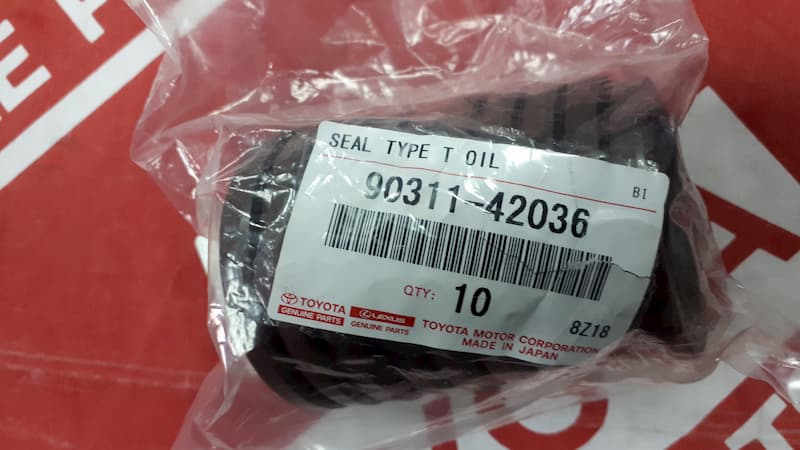 SEAL TYPE T OIL
BI
90311-42036
QTY: 10
8Z18
TOYOTA
GENUINE PARTS
LEXUS
GENUINE PARTS
TOYOTA MOTOR CORPORATION
MADE IN JAPAN